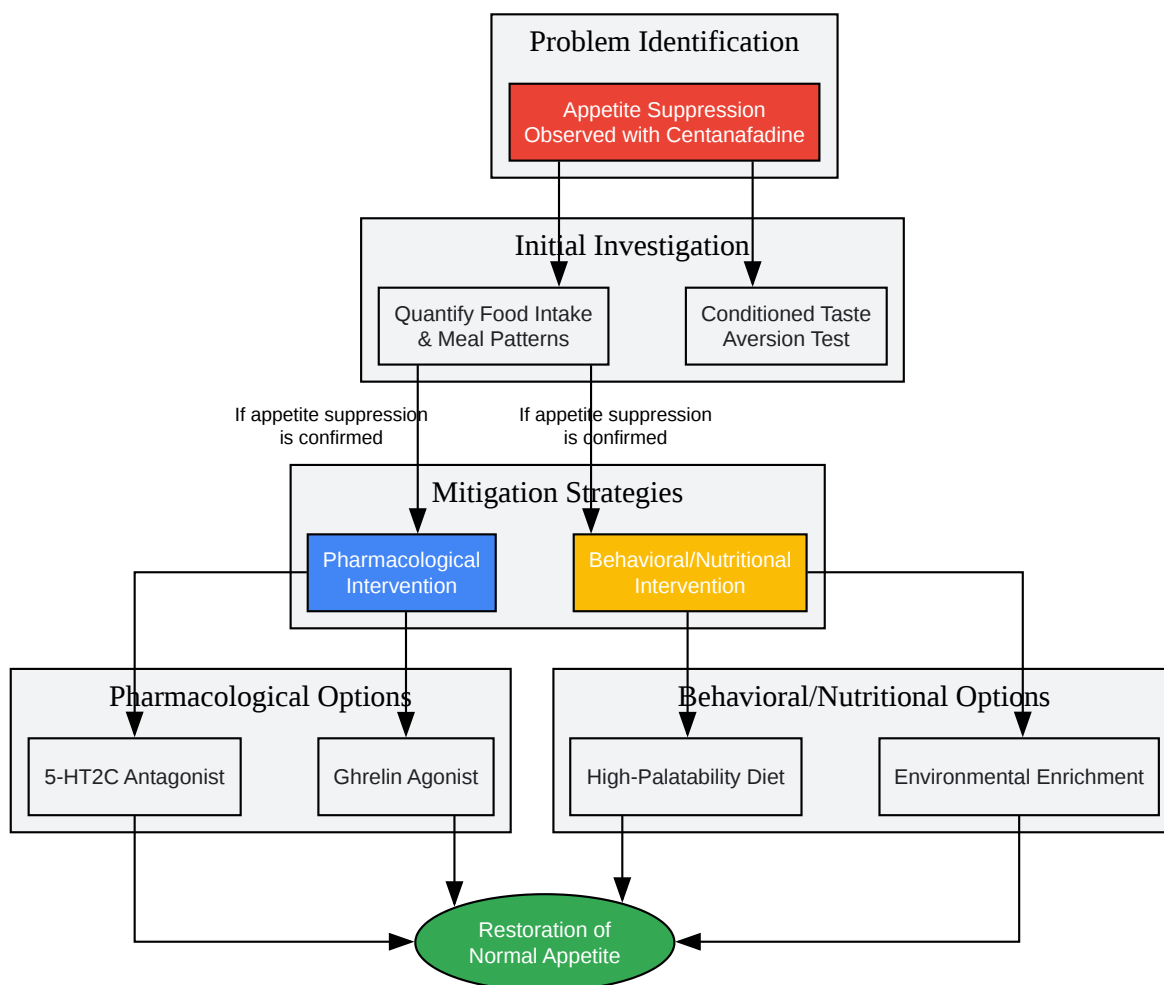 Problem Identification
Appetite Suppression
Observed with Centanafadine
Initial Investigation
Quantify Food Intake
& Meal Patterns
Conditioned Taste
Aversion Test
If appetite suppression
is confirmed
If appetite suppression
is confirmed
Mitigation Strategies
Pharmacological
Intervention
Behavioral/Nutritional
Intervention
Pharmacological Options
Behavioral/Nutritional Options
5-HT2C Antagonist
Ghrelin Agonist
High-Palatability Diet
Environmental Enrichment
Restoration of
Normal Appetite